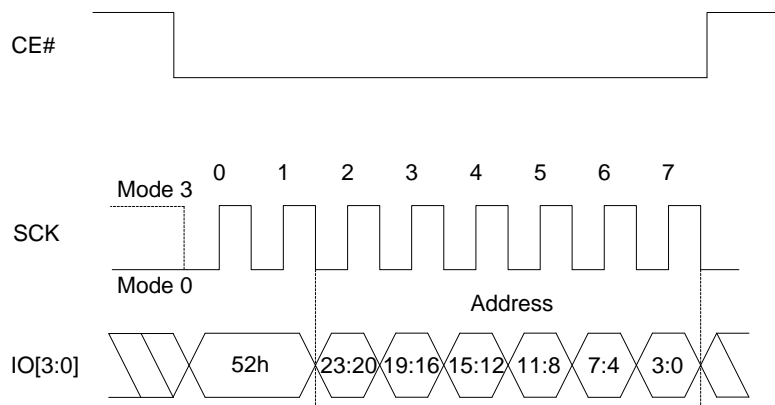 CE#
0 1 2 3 4 5 6 7
Mode 3
SCK
Mode 0
Address
IO[3:0] 52h 23:20 19:16 15:12 11:8 7:4 3:0